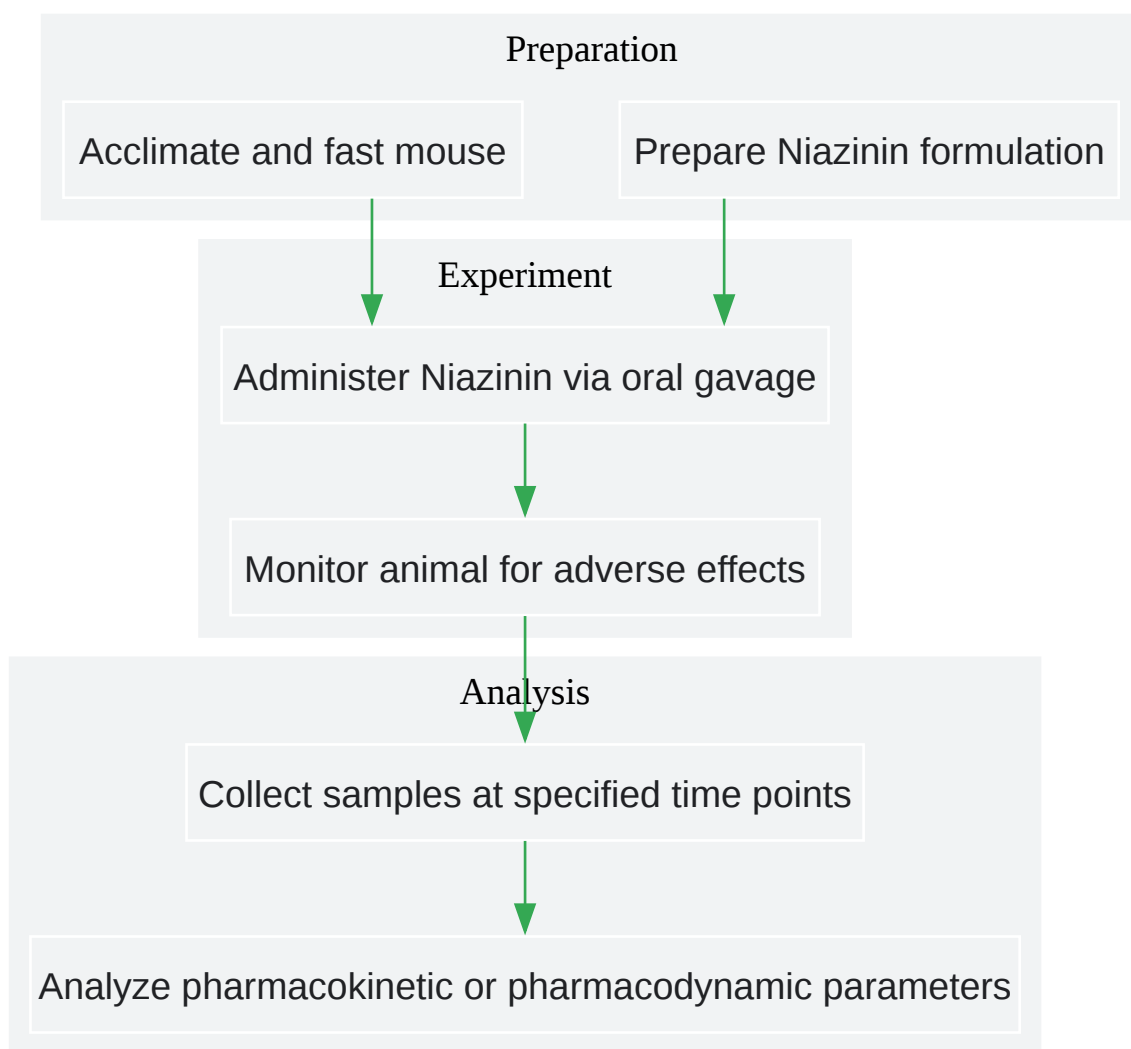 Preparation
Acclimate and fast mouse
Prepare Niazinin formulation
Experiment
Administer Niazinin via oral gavage
Monitor animal for adverse effects
Analysis
Collect samples at specified time points
Analyze pharmacokinetic or pharmacodynamic parameters